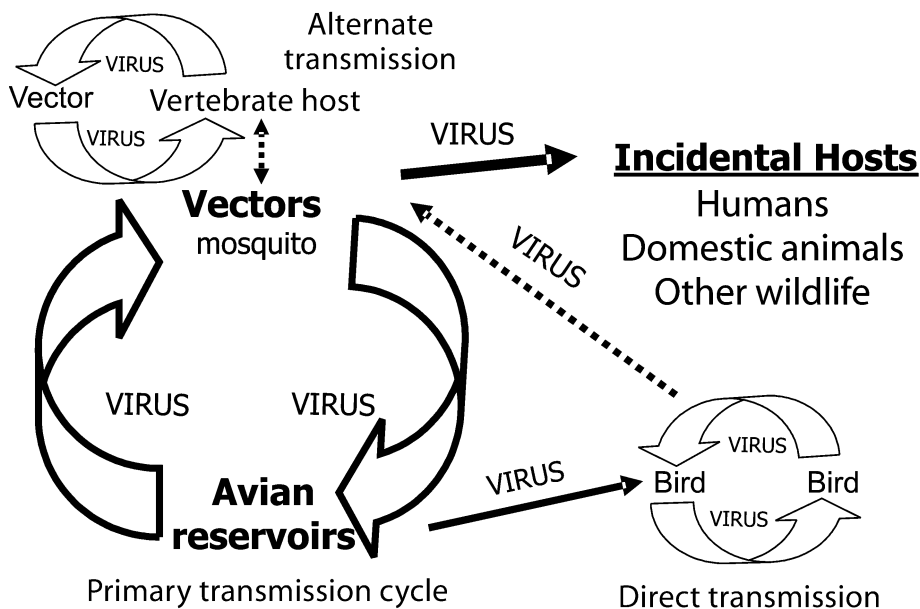 Alternate
transmission
VIRUS
Vector
Vertebrate host
VIRUS
VIRUS
Incidental Hosts
Humans
Domestic animals
Other wildlife
Vectors
mosquito
VIRUS
VIRUS
VIRUS
Avian
reservoirs
VIRUS
VIRUS
Bird
Bird
VIRUS
Primary transmission cycle
Direct transmission